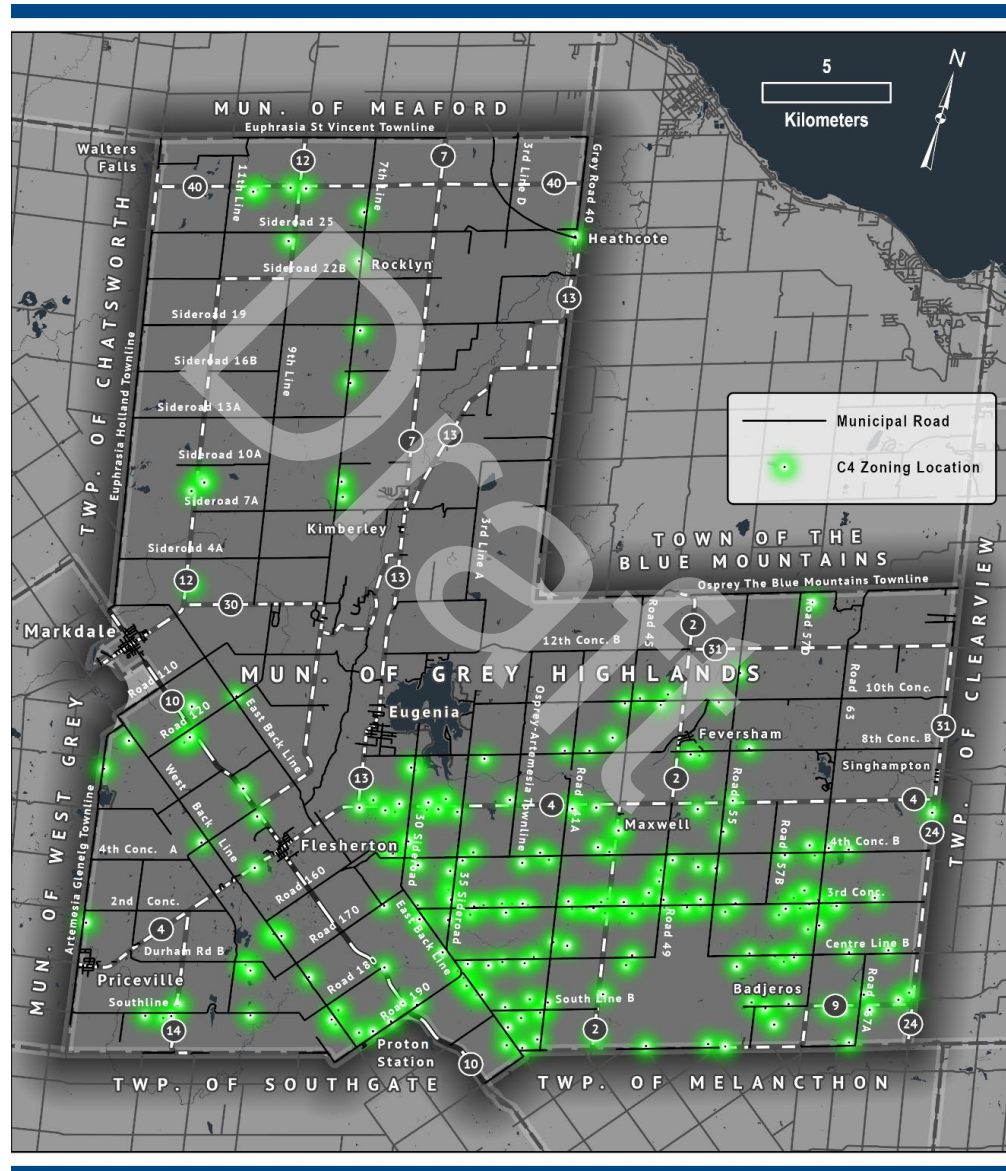 5
Kilometers
N
MUN. OF MEAFORD
Euphrasia St Vincent Townline
Walters
Falls
12
7
40
11th Line
7th Line
3rd Line D
40
Grey Road 40
Sideroad 25
Heathcote
Sideroad 22B
Rocklyn
13
Sideroad 19
9th Line
Sideroad 16B
TWP. OF CHATSWORTH
Euphrasia Holland Townline
Sideroad 13A
7
13
Municipal Road
C4 Zoning Location
Sideroad 10A
Sideroad 7A
Kimberley
3rd Line A
Draft
Sideroad 4A
12
13
30
TOWN OF THE
BLUE MOUNTAINS
Osprey The Blue Mountains Townline
TWP. OF CLEARVIEW
Markdale
2
Road 45
Road 57D
12th Conc. B
31
MUN. OF GREY HIGHLANDS
Road 110
10
Road 120
East Back Line
Eugenia
Osprey-Artemesia Townline
Road 63
10th Conc.
31
Feversham
8th Conc. B
Singhampton
MUN. OF WEST GREY
Artemesia Glenelg Townline
West
Back
Line
13
2
4
4
24
Road 41A
Maxwell
Road 55
30 Sideroad
Flesherton
4th Conc. A
Road 57B
4th Conc. B
Road 160
35 Sideroad
2nd Conc.
3rd Conc.
Road 170
East Back Line
Road 49
4
Durham Rd B
Centre Line B
Priceville
Road 180
Badjeros
Southline A
Road 190
South Line B
9
14
2
24
Proton
Station
10
TWP. OF SOUTHGATE
TWP. OF MELANCTHON